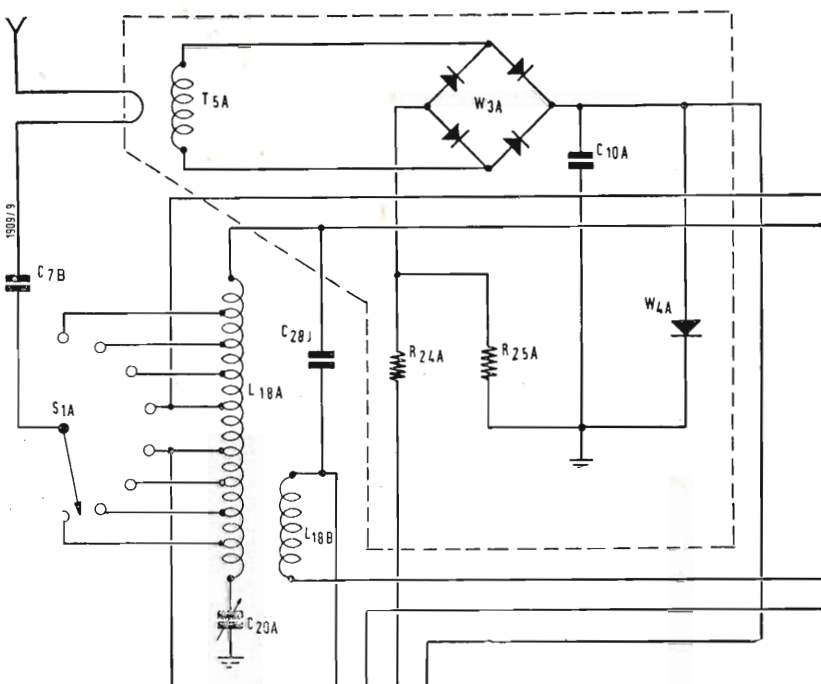 T5A
W3A
C10A
1909/9
C7B
W4A
C28J
R24A
R25A
L18A
S1A
L18B
C20A